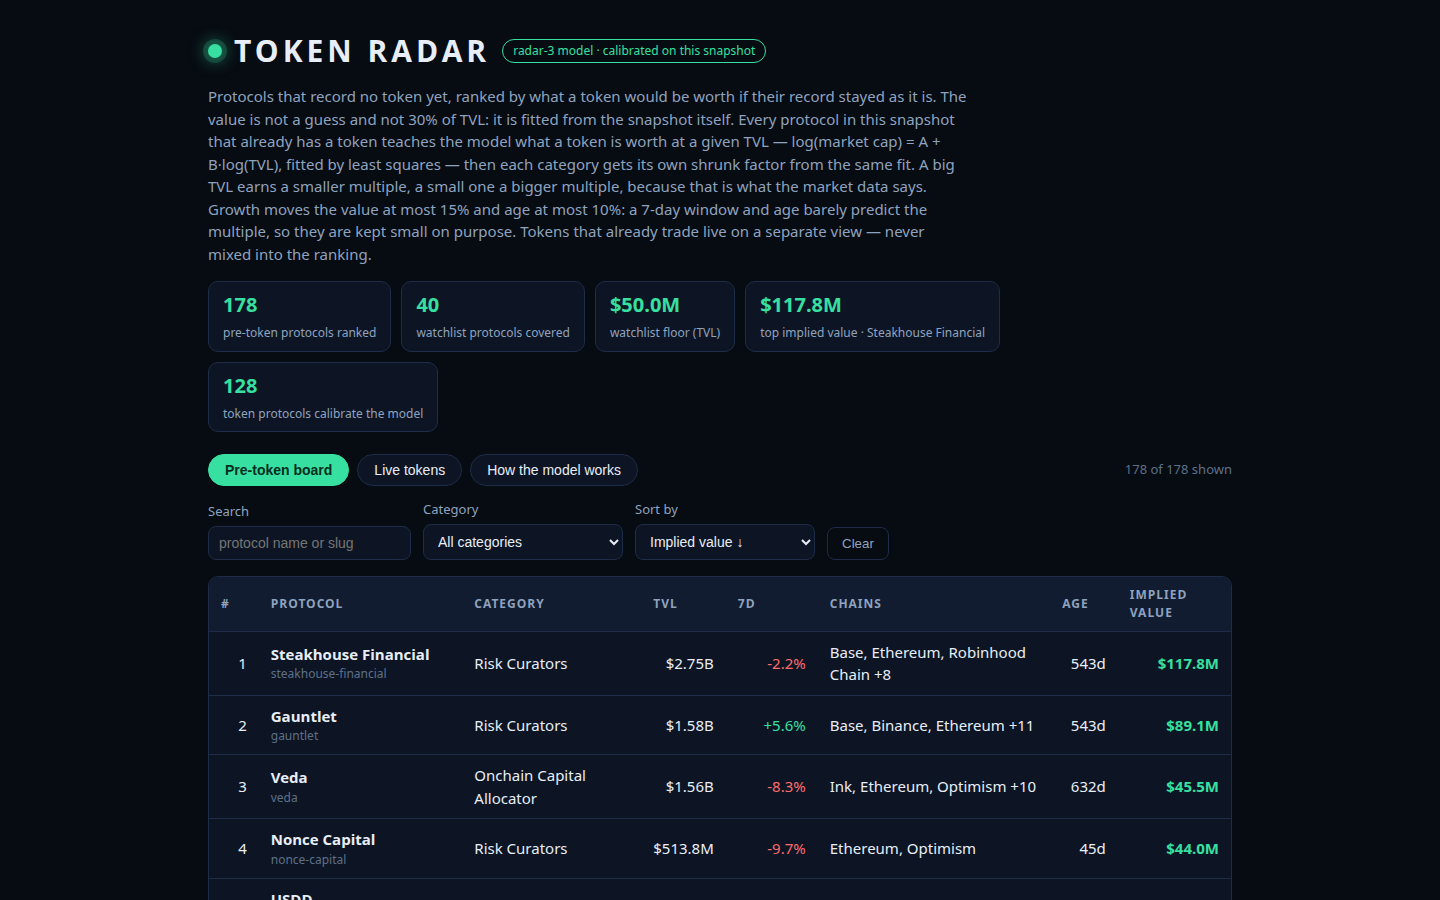 TOKEN RADAR
radar-3 model · calibrated on this snapshot
Protocols that record no token yet, ranked by what a token would be worth if their record stayed as it is. The
value is not a guess and not 30% of TVL: it is fitted from the snapshot itself. Every protocol in this snapshot
that already has a token teaches the model what a token is worth at a given TVL — log(market cap) = A +
B·log(TVL), fitted by least squares — then each category gets its own shrunk factor from the same fit. A big
TVL earns a smaller multiple, a small one a bigger multiple, because that is what the market data says.
Growth moves the value at most 15% and age at most 10%: a 7-day window and age barely predict the
multiple, so they are kept small on purpose. Tokens that already trade live on a separate view — never
mixed into the ranking.
178
pre-token protocols ranked
40
watchlist protocols covered
$50.0M
watchlist floor (TVL)
$117.8M
top implied value · Steakhouse Financial
128
token protocols calibrate the model
Pre-token board
Live tokens
How the model works
178 of 178 shown
Search
protocol name or slug
Category
All categories
Sort by
Implied value ↓
Clear
# PROTOCOL CATEGORY TVL 7D CHAINS AGE IMPLIED
VALUE
1 Steakhouse Financial Risk Curators $2.75B -2.2% Base, Ethereum, Robinhood 543d $117.8M
steakhouse-financial Chain +8
2 Gauntlet Risk Curators $1.58B +5.6% Base, Binance, Ethereum +11 543d $89.1M
gauntlet
3 Veda Onchain Capital $1.56B -8.3% Ink, Ethereum, Optimism +10 632d $45.5M
veda Allocator
4 Nonce Capital Risk Curators $513.8M -9.7% Ethereum, Optimism 45d $44.0M
nonce-capital
USDD